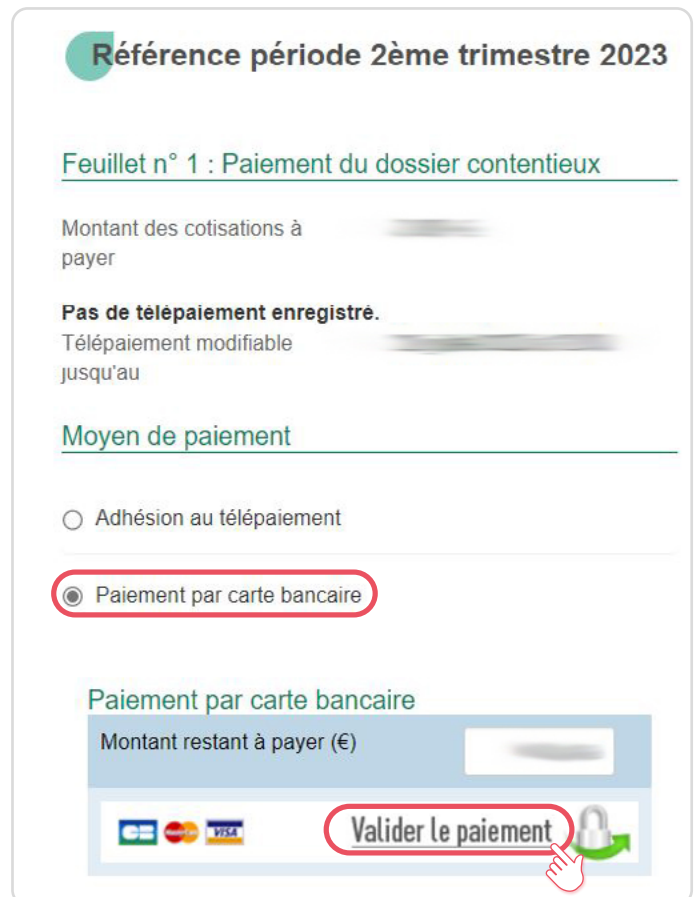 Référence période 2ème trimestre 2023
Feuillet n° 1 : Paiement du dossier contentieux
Montant des cotisations à
payer
Pas de télépaiement enregistré.
Télépaiement modifiable
jusqu'au
Moyen de paiement
Adhésion au télépaiement
Paiement par carte bancaire
Paiement par carte bancaire
Montant restant à payer (€)
CB MasterCard VISA Valider le paiement